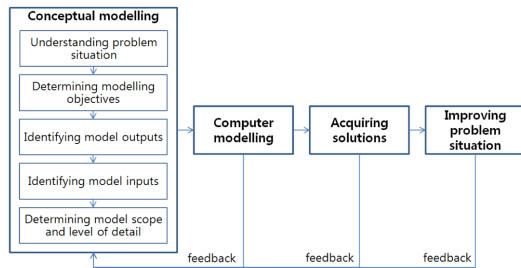 Conceptual modelling
Understanding problem
situation
Determining modelling
objectives
Identifying model outputs
Identifying model inputs
Determining model scope
and level of detail
Computer
modelling
Acquiring
solutions
Improving
problem
situation
feedback
feedback
feedback